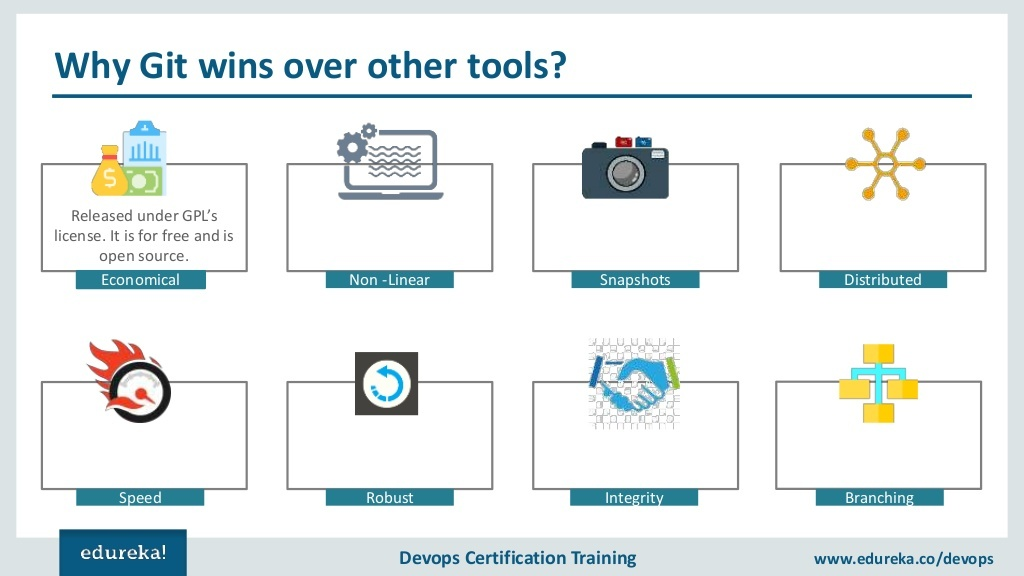 Why Git wins over other tools?
$
Released under GPL’s
license. It is for free and is
open source.
Economical
Non -Linear
Snapshots
Distributed
Speed
Robust
Integrity
Branching
edureka!
Devops Certification Training
www.edureka.co/devops